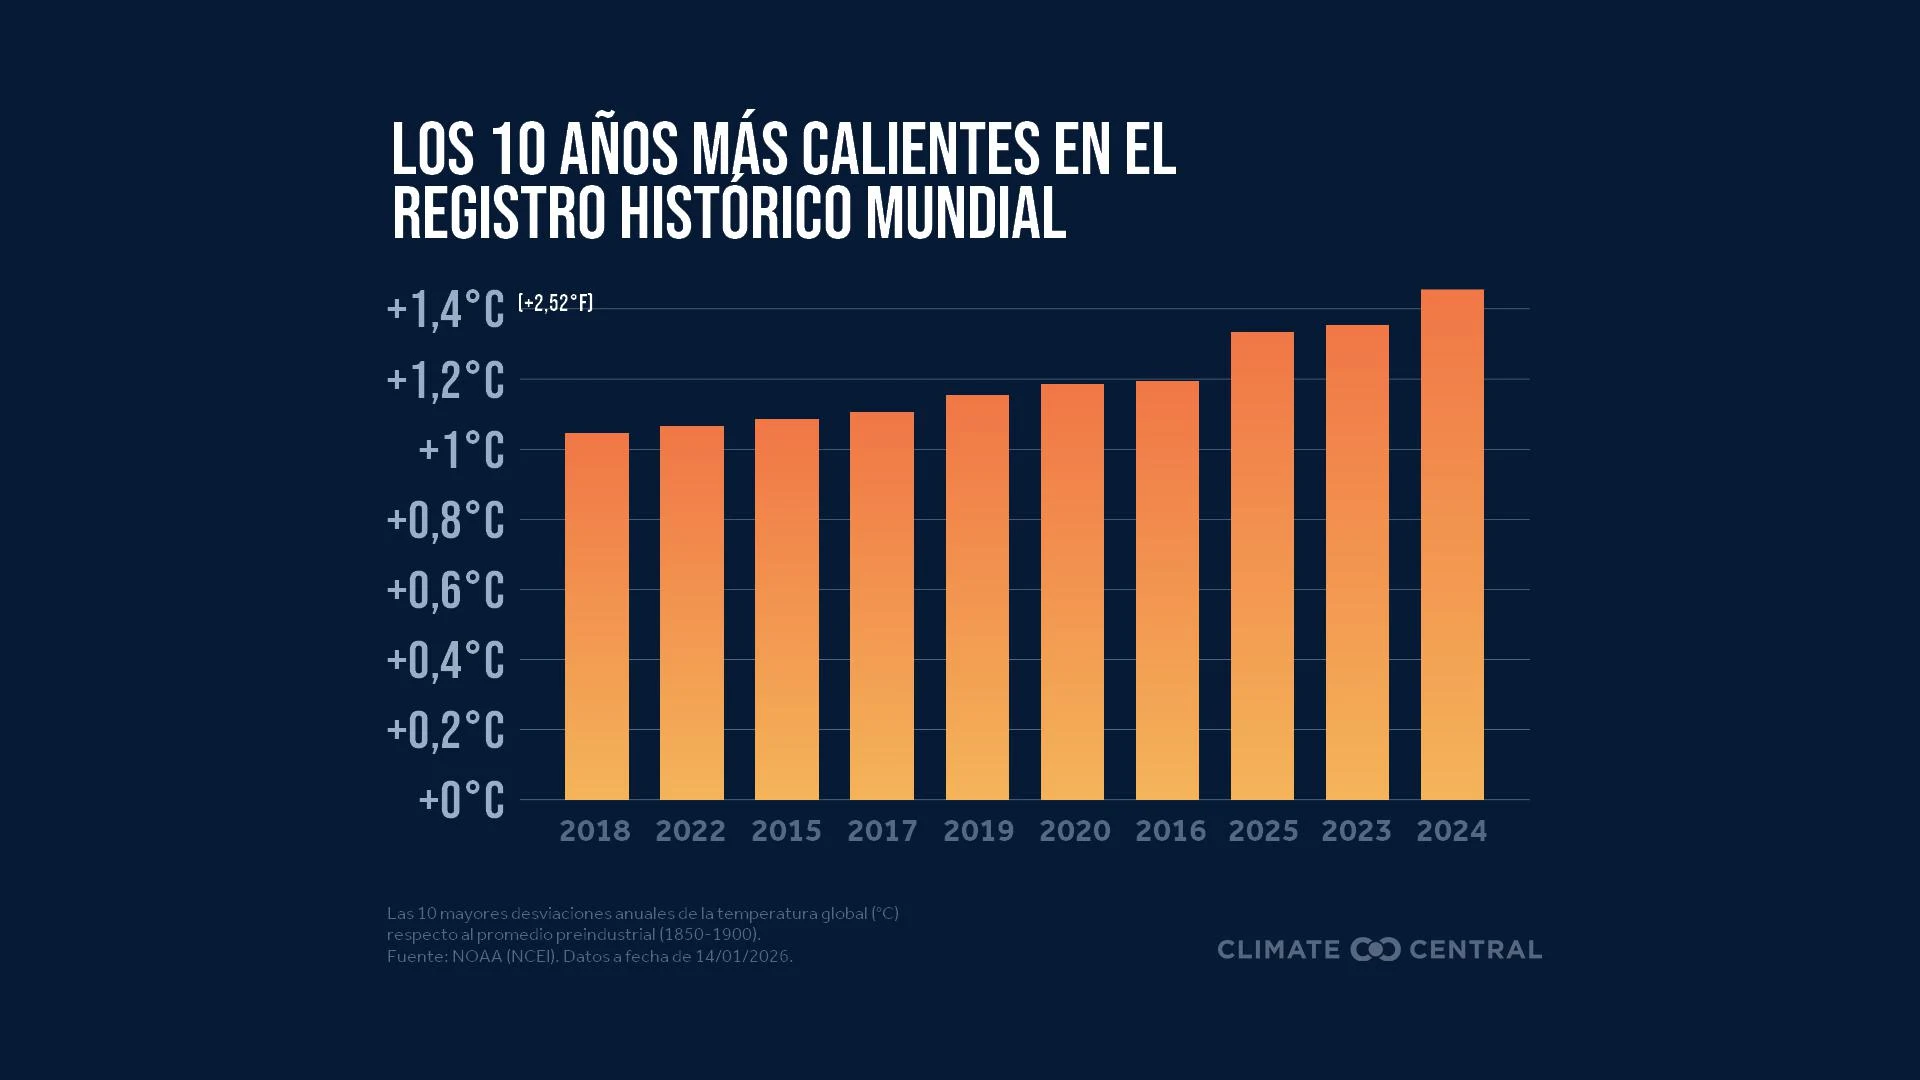 LOS 10 AÑOS MÁS CALIENTES EN EL
REGISTRO HISTÓRICO MUNDIAL
+1,4°C [+2,52°F]
+1,2°C
+1°C
+0,8°C
+0,6°C
+0,4°C
+0,2°C
+0°C
2018 2022 2015 2017 2019 2020 2016 2025 2023 2024
Las 10 mayores desviaciones anuales de la temperatura global (°C)
respecto al promedio preindustrial (1850-1900).
Fuente: NOAA (NCEI). Datos a fecha de 14/01/2026.
CLIMATE CENTRAL